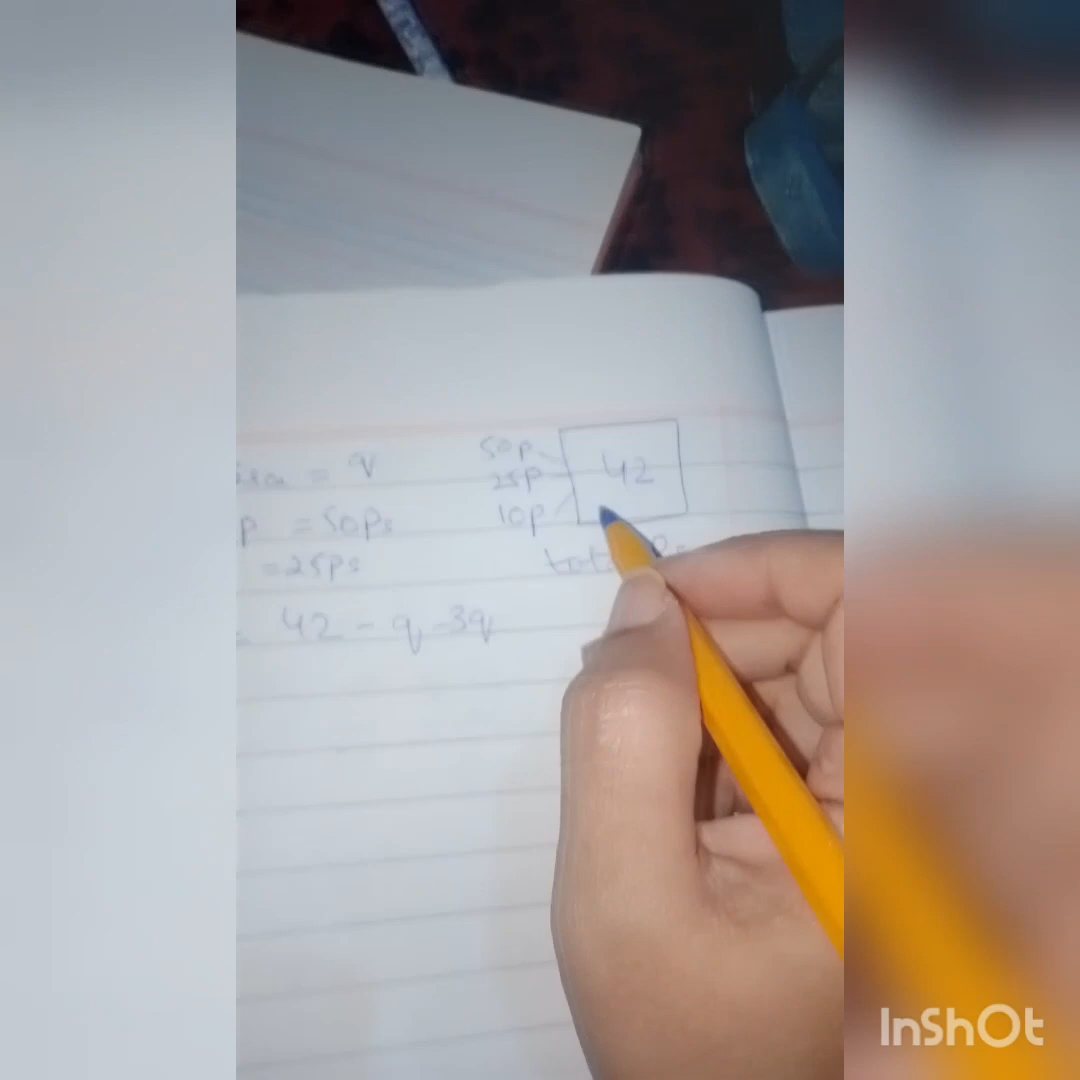 = q
50p
25p
10p
42
p = 50ps
= 25ps
= 42 - q - 3q
InShOt